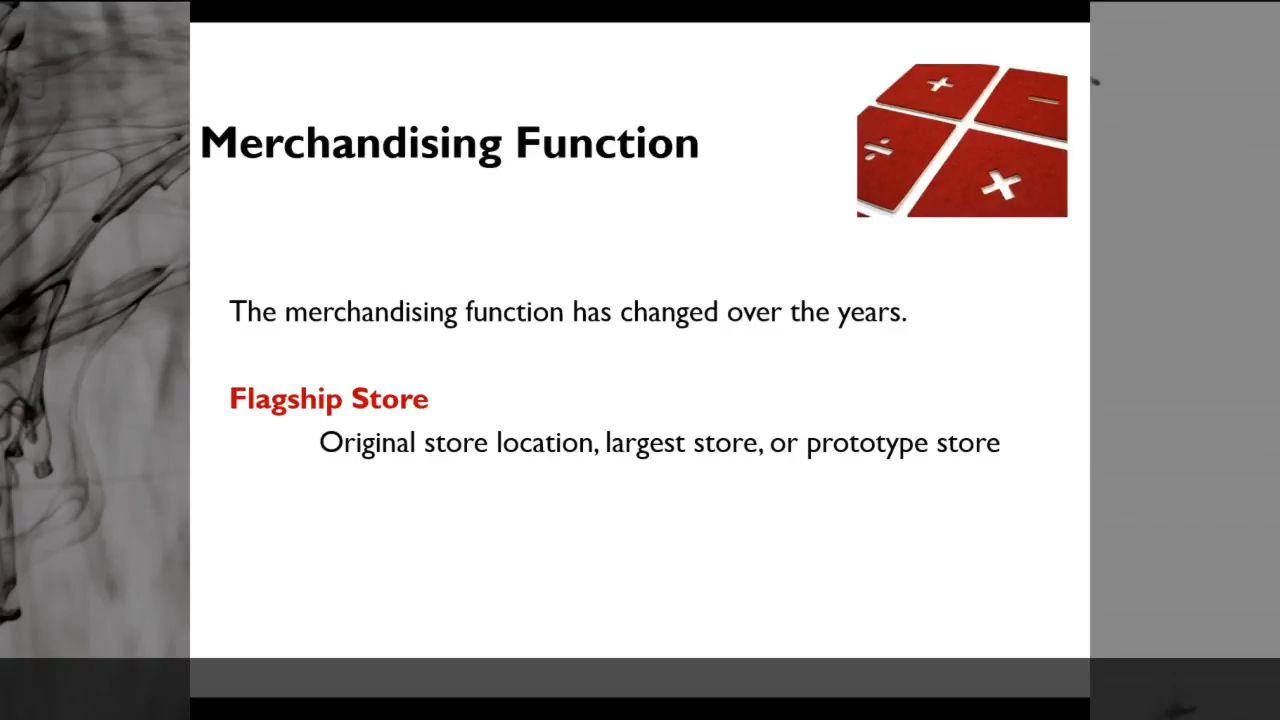 Merchandising Function
The merchandising function has changed over the years.
Flagship Store
Original store location, largest store, or prototype store